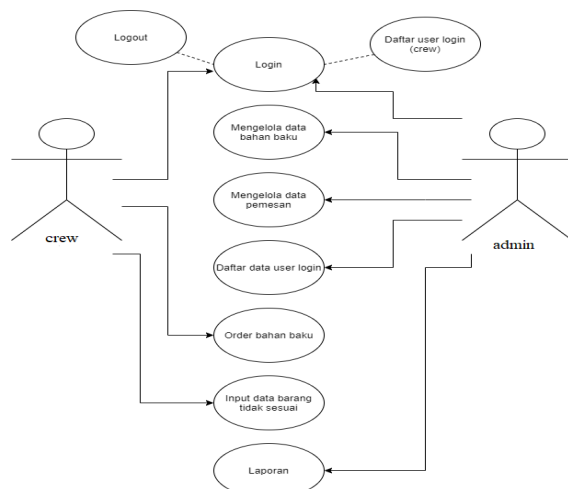 Logout
Daftar user login
(crew)
Login
Mengelola data
bahan baku
Mengelola data
pemesan
crew
admin
Daftar data user login
Order bahan baku
Input data barang
tidak sesuai
Laporan